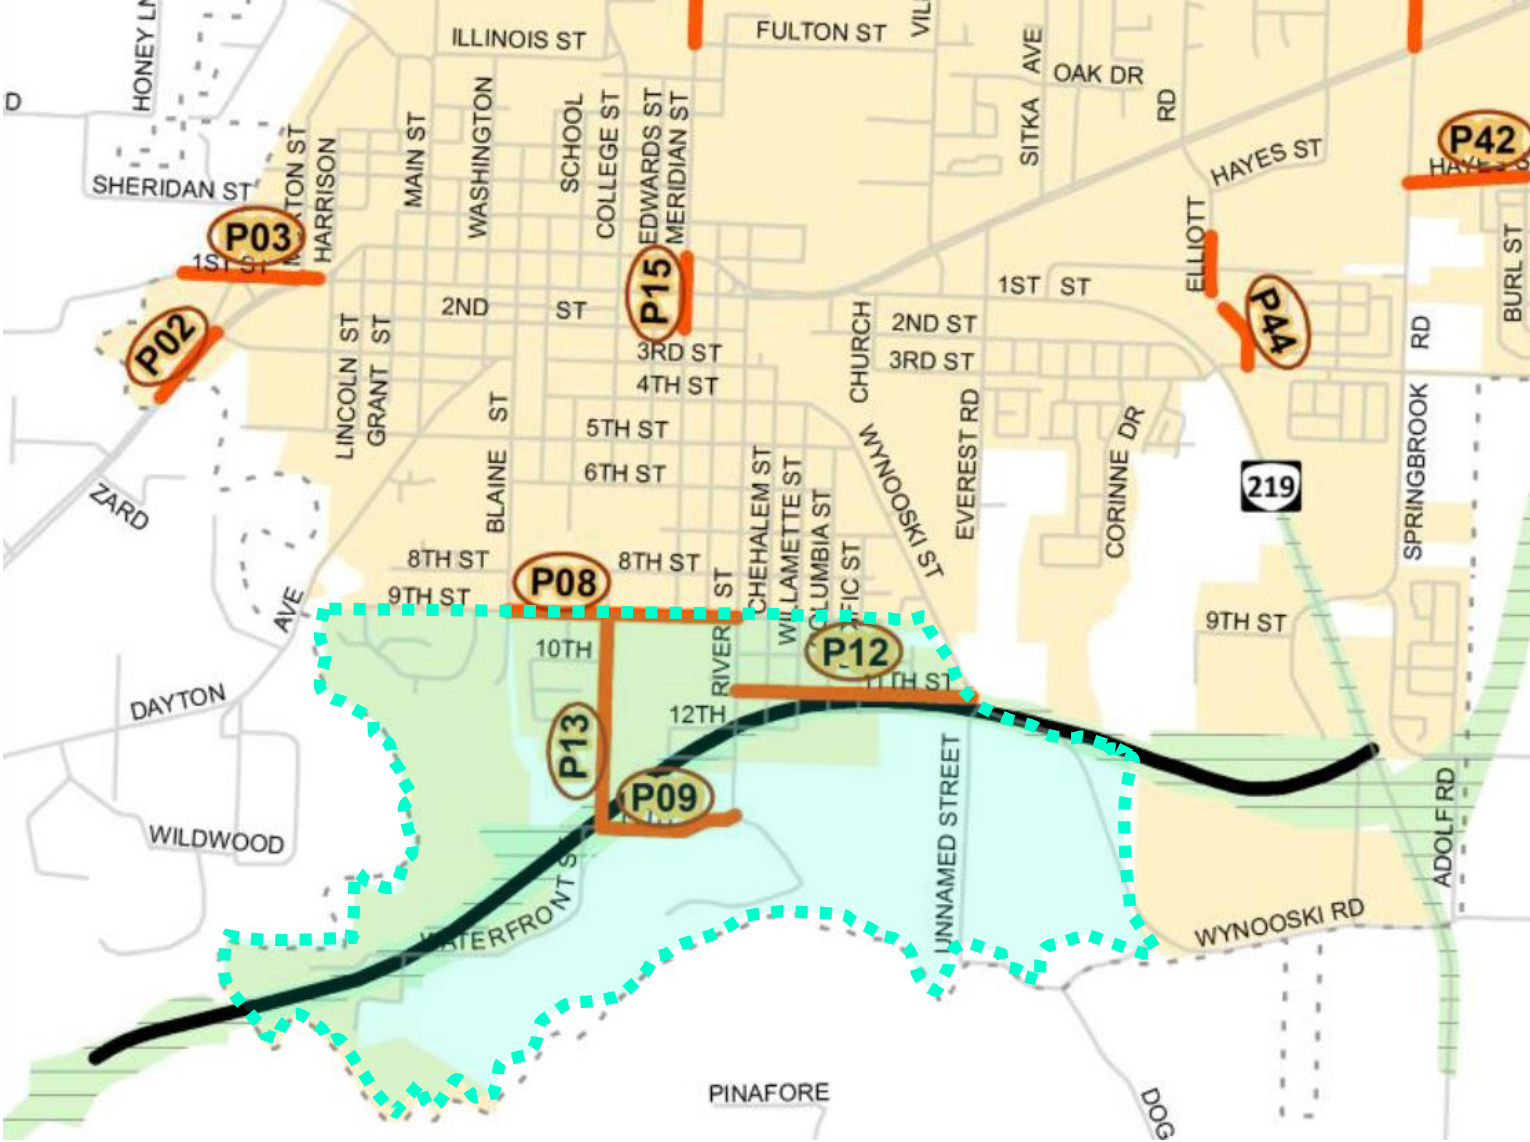 HONEY LN
ILLINOIS ST
FULTON ST
SITKA AVE
OAK DR
RD
D
P42
HAYES ST
SHERIDAN ST
HARRISON
MAIN ST
WASHINGTON
SCHOOL
COLLEGE ST
EDWARDS ST
MERIDIAN ST
P03
1ST ST
ELLIOTT
BURL ST
P15
P44
1ST ST
2ND ST
P02
LINCOLN ST
GRANT ST
3RD ST
4TH ST
CHURCH
2ND ST
3RD ST
SPRINGBROOK RD
5TH ST
6TH ST
BLAINE ST
CHEHALEM ST
WILLAMETTE ST
WYNOOSKI ST
EVEREST RD
CORINNE DR
219
ZARD
8TH ST
8TH ST
P08
9TH ST
AVE
RIVER ST
9TH ST
10TH
P12
11TH ST
DAYTON
12TH
P13
P09
UNNAMED STREET
ADOLF RD
WILDWOOD
WATERFRONT S
WYNOOSKI RD
PINAFORE
DOG